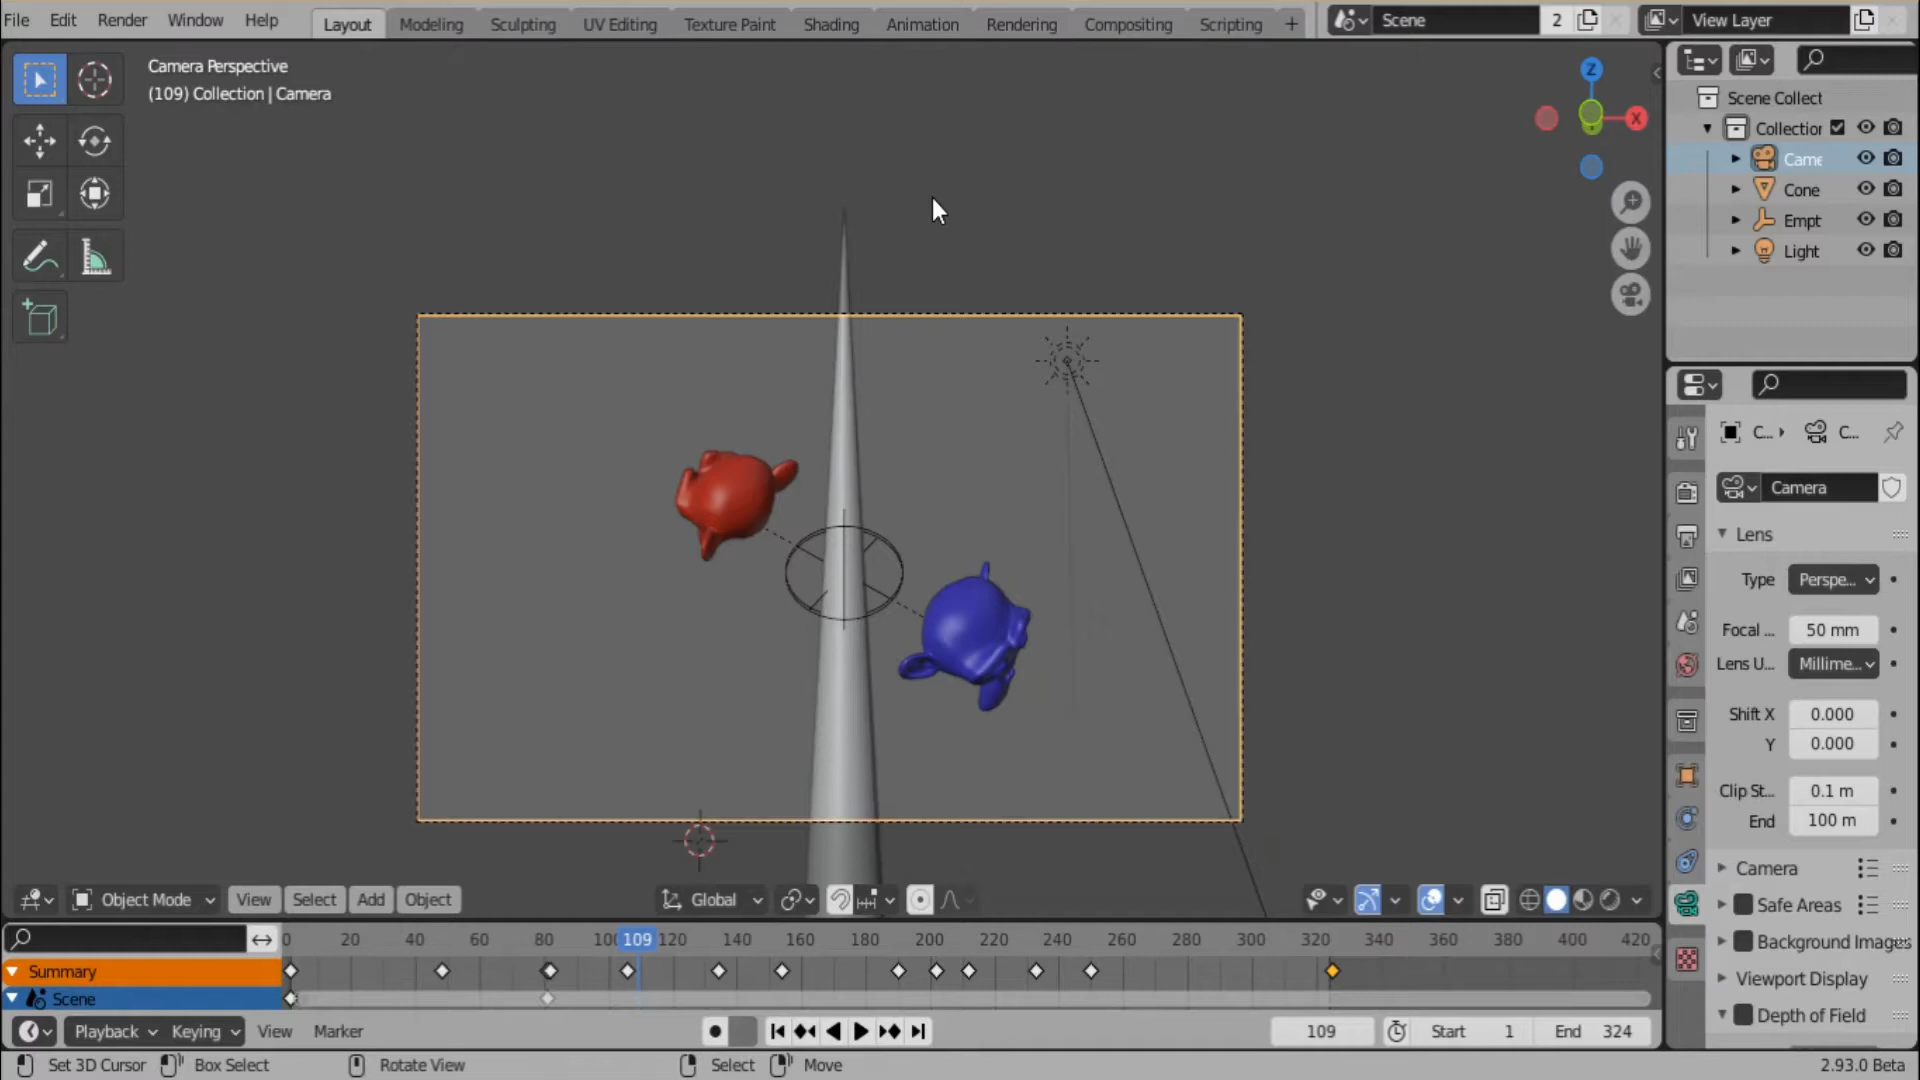 File Edit Render Window Help Layout Modeling Sculpting UV Editing Texture Paint Shading Animation Rendering Compositing Scripting + Scene 2 View Layer
Camera Perspective
(109) Collection | Camera
Z
X
Scene Collect
Collection
Came
Cone
Empt
Light
C... C...
Camera
Lens
Type Perspe...
Focal ... 50 mm
Lens U... Millime...
Shift X 0.000
Y 0.000
Clip St... 0.1 m
End 100 m
Camera
Safe Areas
Background Images
Viewport Display
Depth of Field
Object Mode View Select Add Object Global
0 20 40 60 80 100 109 120 140 160 180 200 220 240 260 280 300 320 340 360 380 400 420
Summary
Scene
Playback Keying View Marker 109 Start 1 End 324
Set 3D Cursor Box Select Rotate View Select Move 2.93.0 Beta